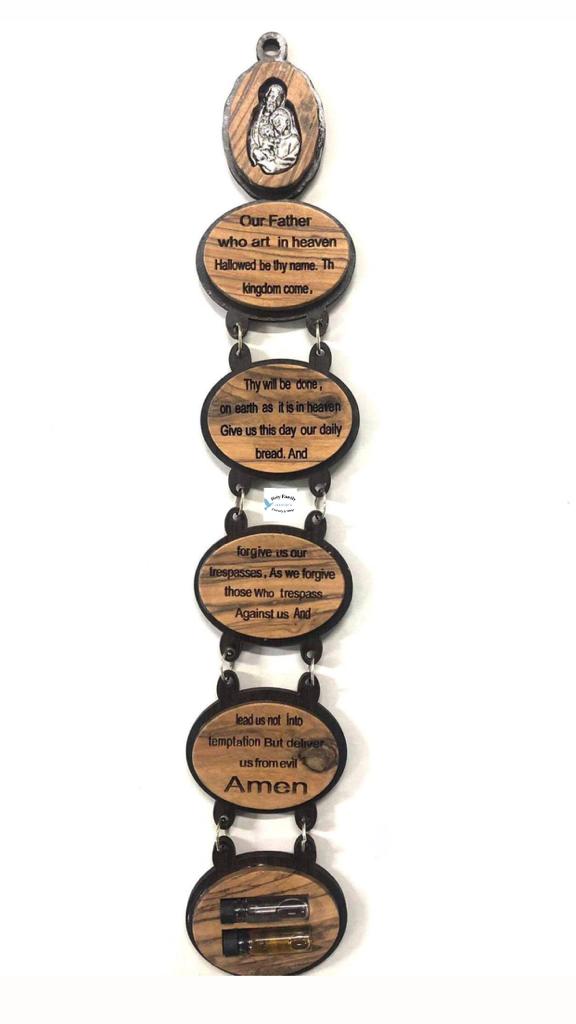 Our Father
who art in heaven
Hallowed be thy name. Th
kingdom come,
Thy will be done,
on earth as it is in heaven
Give us this day our daily
bread. And
Holy Family
forgive us our
trespasses, As we forgive
those Who trespass
Against us And
lead us not Into
temptation But deliver
us from evil
Amen